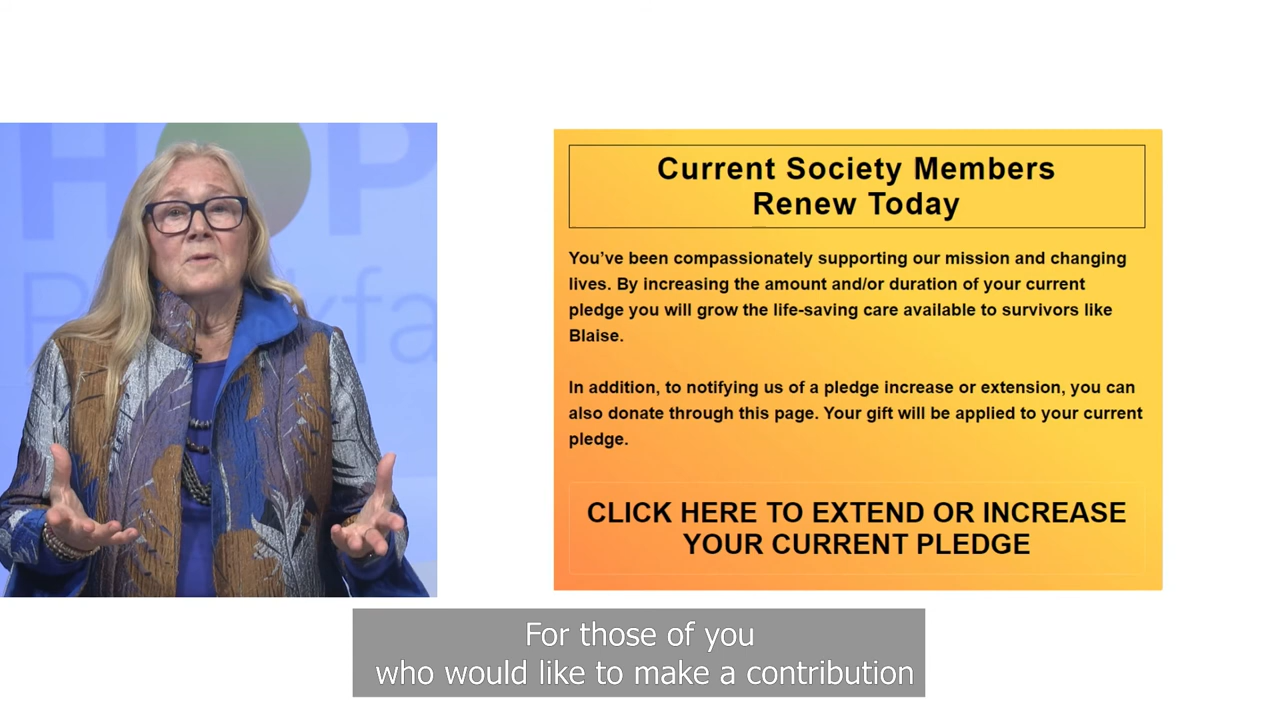 HOP
Breakfa
Current Society Members
Renew Today
You’ve been compassionately supporting our mission and changing
lives. By increasing the amount and/or duration of your current
pledge you will grow the life-saving care available to survivors like
Blaise.
In addition, to notifying us of a pledge increase or extension, you can
also donate through this page. Your gift will be applied to your current
pledge.
CLICK HERE TO EXTEND OR INCREASE
YOUR CURRENT PLEDGE
For those of you
who would like to make a contribution